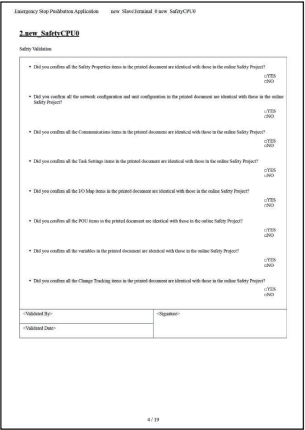 Emergency Stop Pushbutton Application new SlaveTerminal 0 new SafetyCPU0
2.new SafetyCPU0
Safety Validation
• Did you confirm all the Safety Properties items in the printed document are identical with those in the online Safety Project?
□YES
□NO
• Did you confirm all the network configuration and unit configuration in the printed document are identical with those in the online
Safety Project?
□YES
□NO
• Did you confirm all the Communications items in the printed document are identical with those in the online Safety Project?
□YES
□NO
• Did you confirm all the Task Settings items in the printed document are identical with those in the online Safety Project?
□YES
□NO
• Did you confirm all the I/O Map items in the printed document are identical with those in the online Safety Project?
□YES
□NO
• Did you confirm all the POU items in the printed document are identical with those in the online Safety Project?
□YES
□NO
• Did you confirm all the variables in the printed document are identical with those in the online Safety Project?
□YES
□NO
• Did you confirm all the Change Tracking items in the printed document are identical with those in the online Safety Project?
□YES
□NO
<Validated By>
<Signature>
<Validated Date>
4 / 19